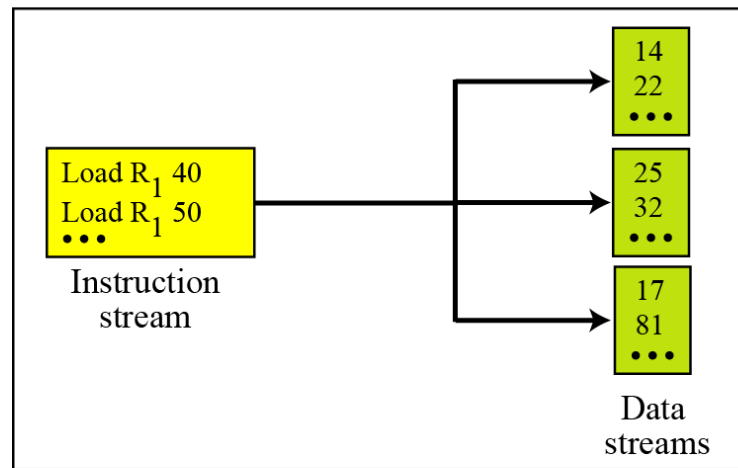 Load R1 40
Load R1 50
•••
Instruction
stream
14
22
•••
25
32
•••
17
81
•••
Data
streams